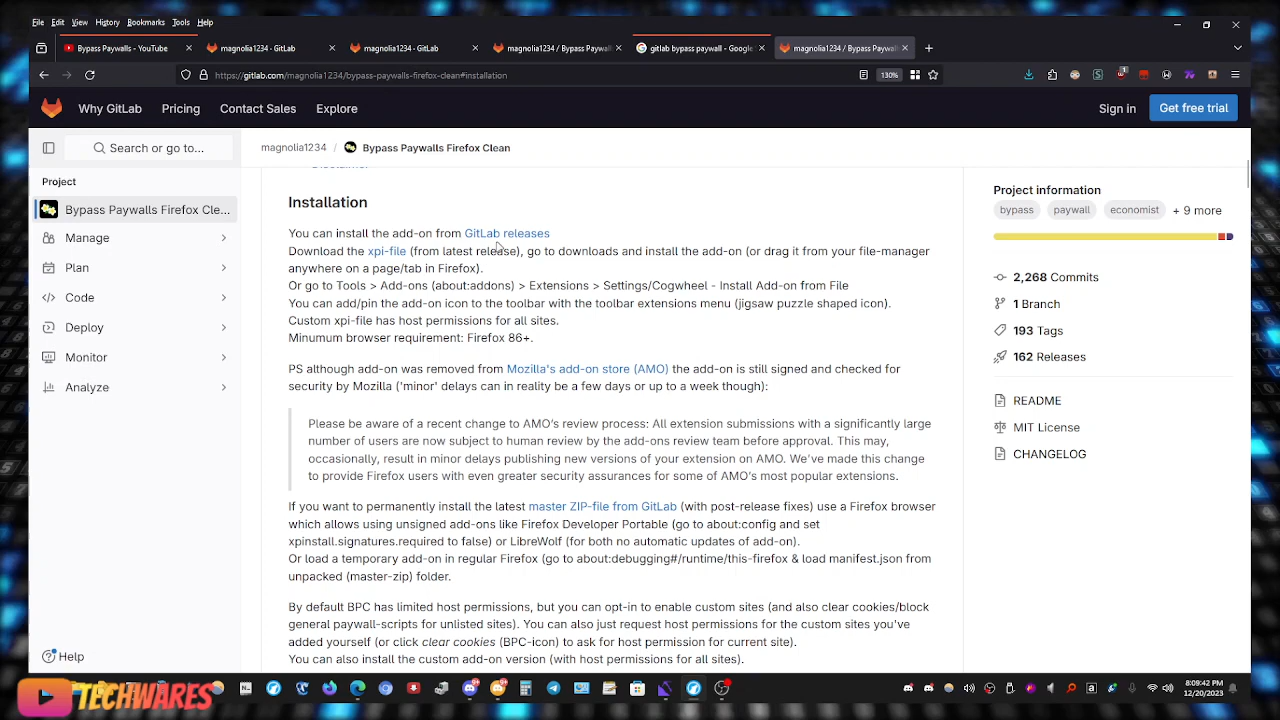 File Edit View History Bookmarks Tools Help
Bypass Paywalls - YouTube
magnolia1234 · GitLab
magnolia1234 · GitLab
magnolia1234 / Bypass Paywa
gitlab bypass paywall - Google
magnolia1234 / Bypass Paywa
https://gitlab.com/magnolia1234/bypass-paywalls-firefox-clean#installation
130%
Why GitLab Pricing Contact Sales Explore
Sign in Get free trial
Search or go to...
magnolia1234 / Bypass Paywalls Firefox Clean
Project
Bypass Paywalls Firefox Cle...
Manage
Plan
Code
Deploy
Monitor
Analyze
Help
Installation
You can install the add-on from GitLab releases
Download the xpi-file (from latest release), go to downloads and install the add-on (or drag it from your file-manager
anywhere on a page/tab in Firefox).
Or go to Tools > Add-ons (about:addons) > Extensions > Settings/Cogwheel - Install Add-on from File
You can add/pin the add-on icon to the toolbar with the toolbar extensions menu (jigsaw puzzle shaped icon).
Custom xpi-file has host permissions for all sites.
Minumum browser requirement: Firefox 86+.
PS although add-on was removed from Mozilla's add-on store (AMO) the add-on is still signed and checked for
security by Mozilla ('minor' delays can in reality be a few days or up to a week though):
Please be aware of a recent change to AMO's review process: All extension submissions with a significantly large
number of users are now subject to human review by the add-ons review team before approval. This may,
occasionally, result in minor delays publishing new versions of your extension on AMO. We've made this change
to provide Firefox users with even greater security assurances for some of AMO's most popular extensions.
If you want to permanently install the latest master ZIP-file from GitLab (with post-release fixes) use a Firefox browser
which allows using unsigned add-ons like Firefox Developer Portable (go to about:config and set
xpinstall.signatures.required to false) or LibreWolf (for both no automatic updates of add-on).
Or load a temporary add-on in regular Firefox (go to about:debugging#/runtime/this-firefox & load manifest.json from
unpacked (master-zip) folder.
By default BPC has limited host permissions, but you can opt-in to enable custom sites (and also clear cookies/block
general paywall-scripts for unlisted sites). You can also just request host permissions for the custom sites you've
added yourself (or click clear cookies (BPC-icon) to ask for host permission for current site).
You can also install the custom add-on version (with host permissions for all sites).
Project information
bypass paywall economist + 9 more
2,268 Commits
1 Branch
193 Tags
162 Releases
README
MIT License
CHANGELOG
TECHWARES
8:09:42 PM
12/20/2023